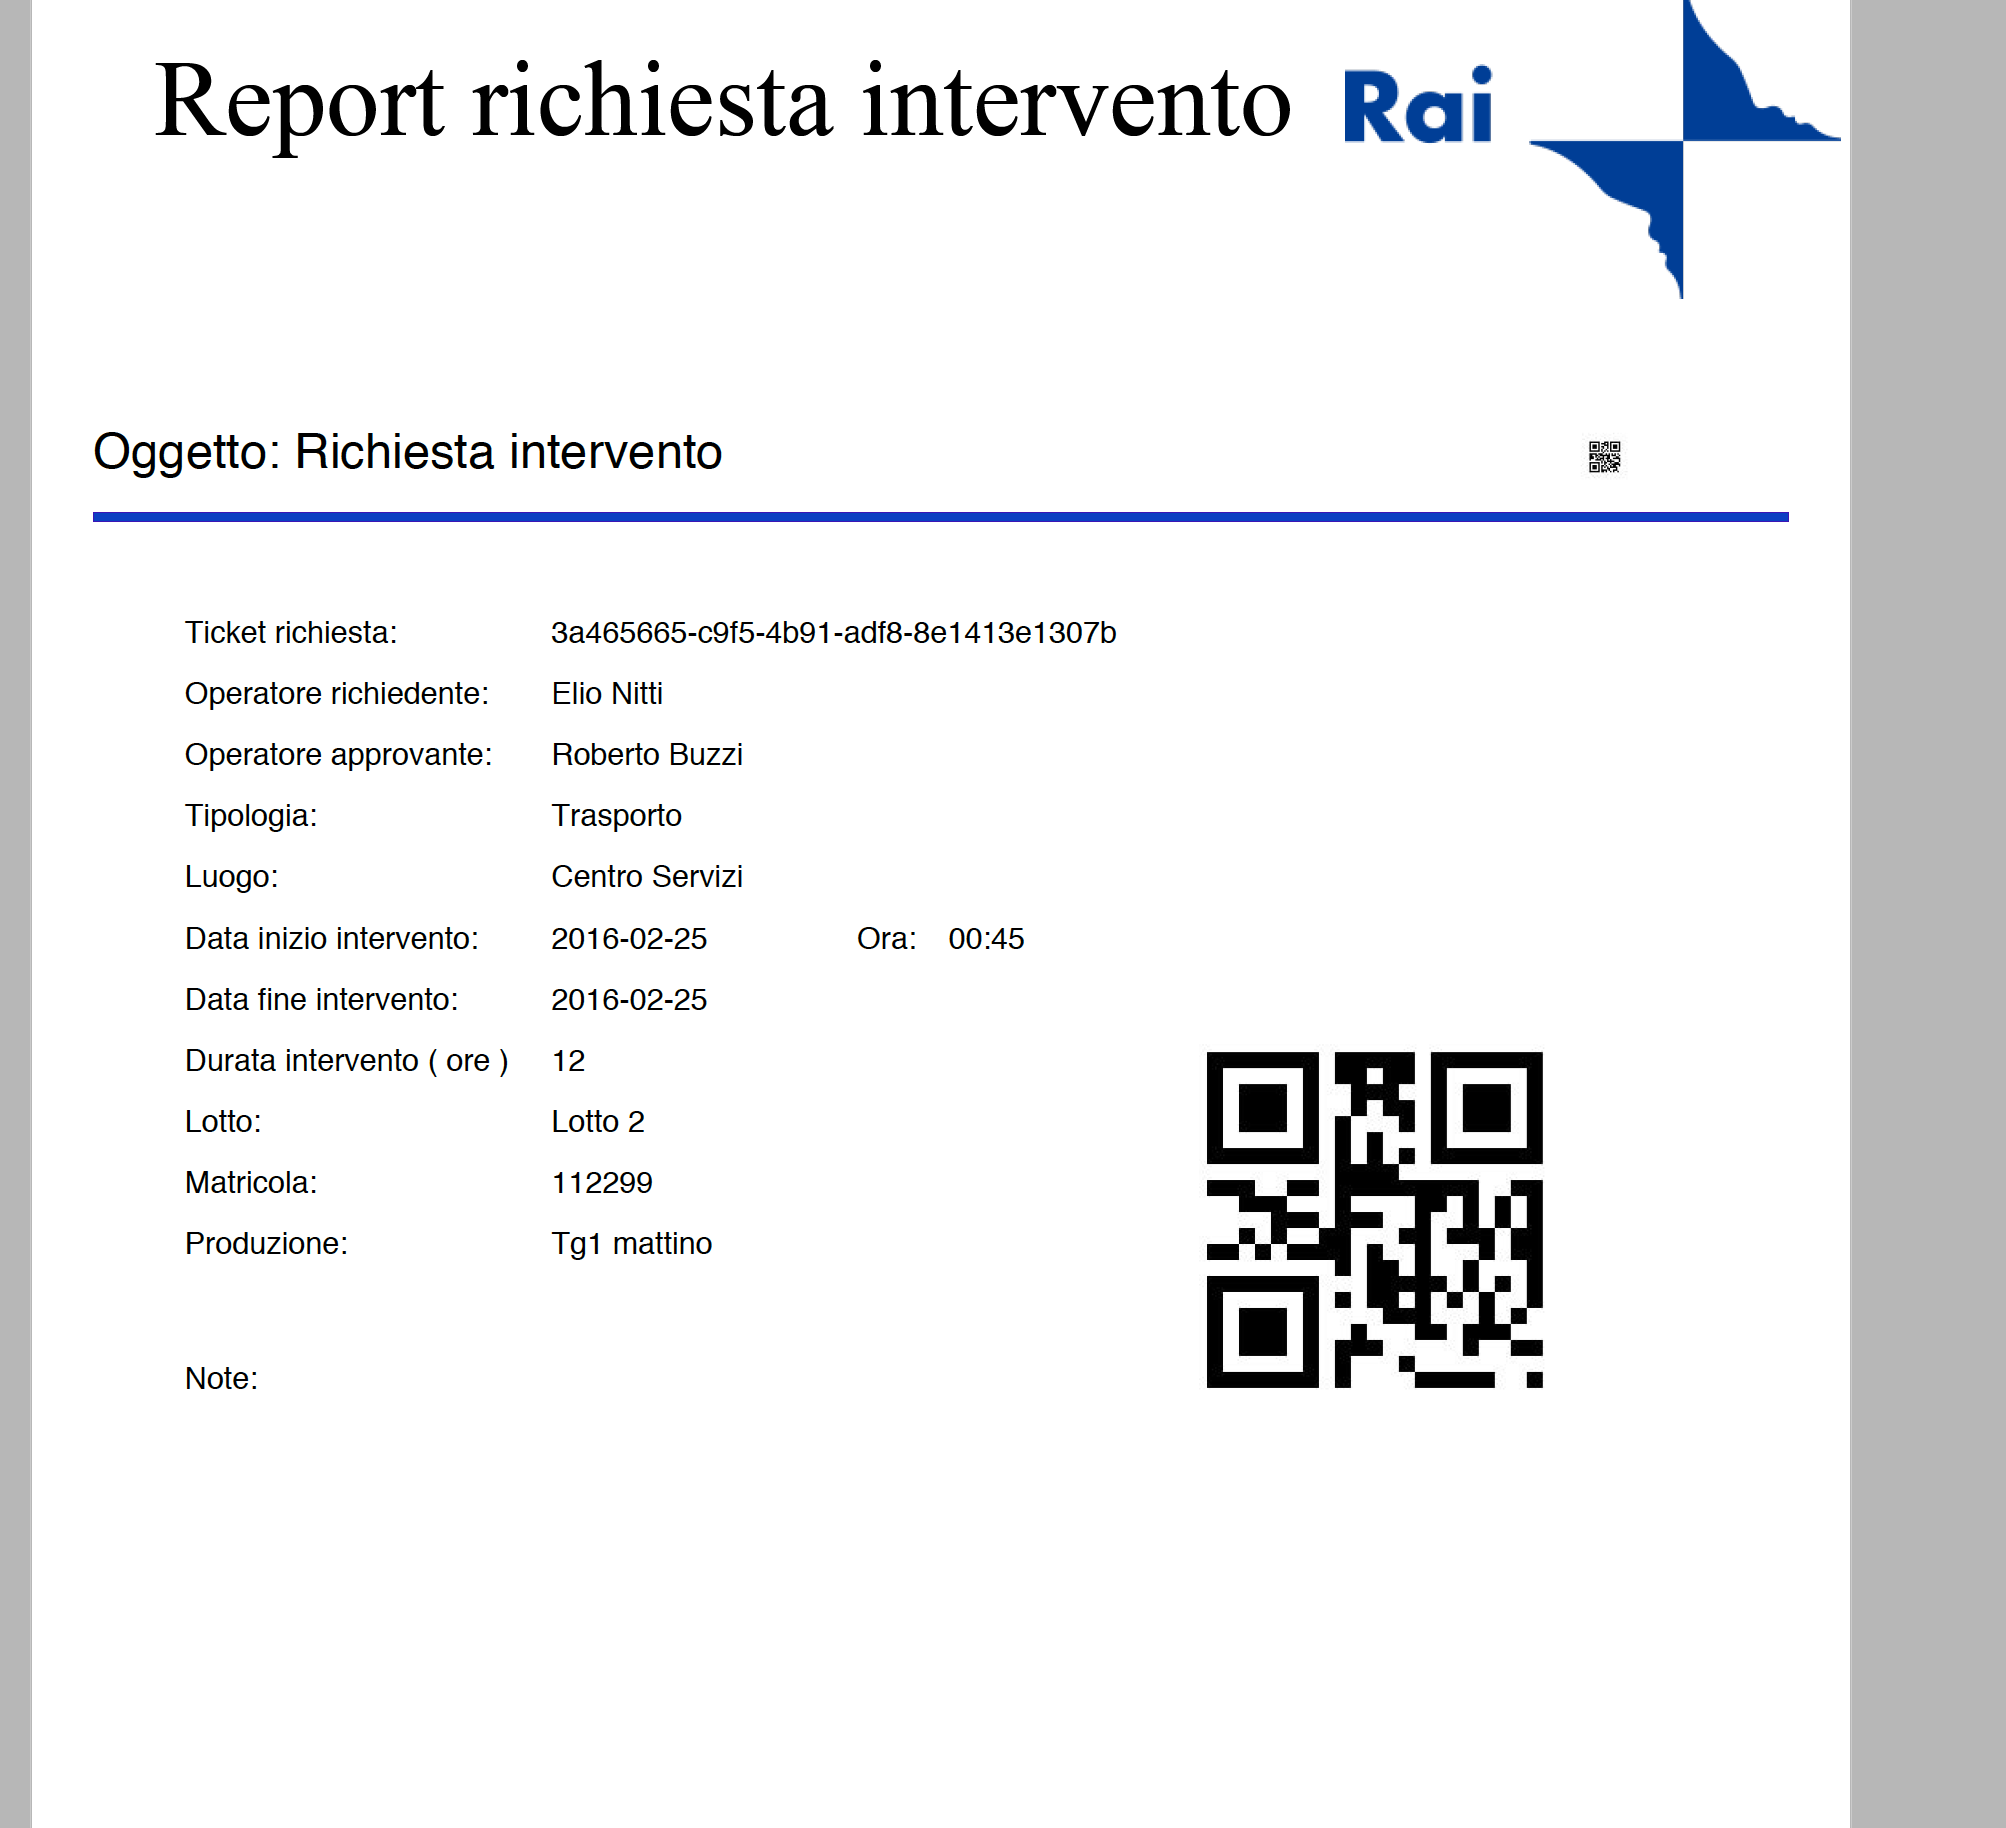 Report richiesta intervento
Rai
Oggetto: Richiesta intervento
Ticket richiesta: 3a465665-c9f5-4b91-adf8-8e1413e1307b
Operatore richiedente: Elio Nitti
Operatore approvante: Roberto Buzzi
Tipologia: Trasporto
Luogo: Centro Servizi
Data inizio intervento: 2016-02-25 Ora: 00:45
Data fine intervento: 2016-02-25
Durata intervento ( ore ) 12
Lotto: Lotto 2
Matricola: 112299
Produzione: Tg1 mattino
Note: